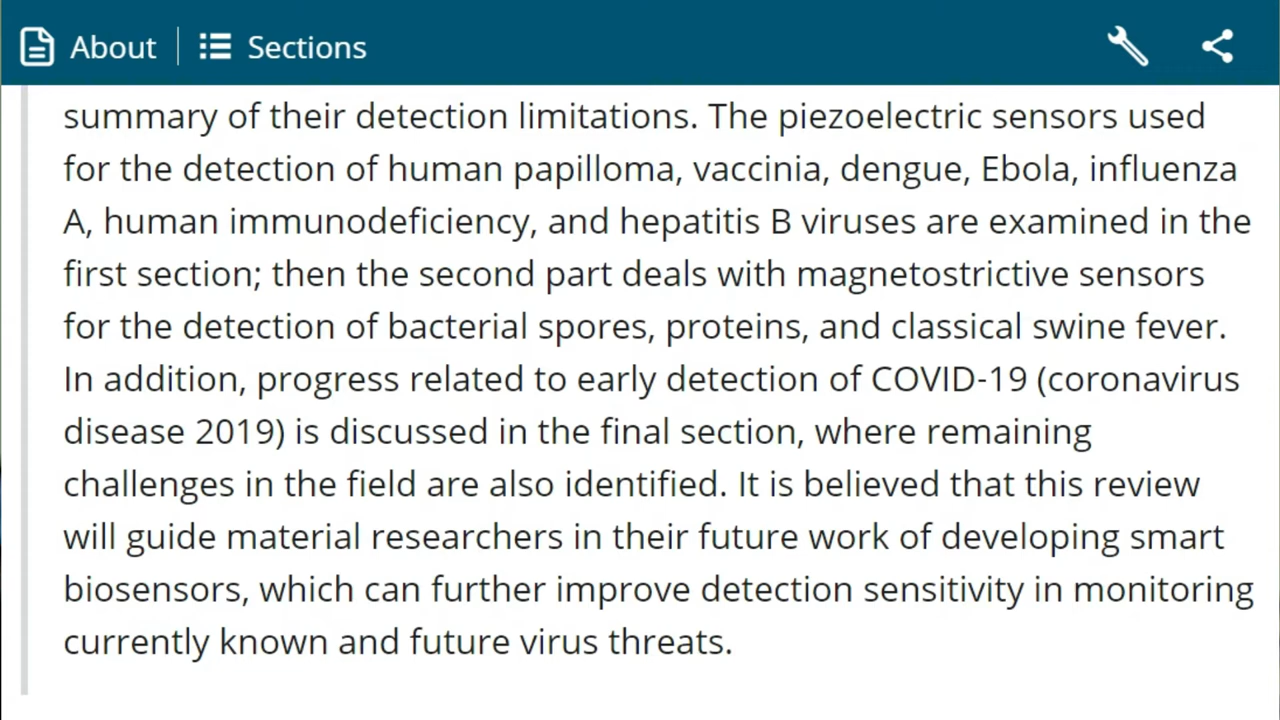 About
Sections
summary of their detection limitations. The piezoelectric sensors used
for the detection of human papilloma, vaccinia, dengue, Ebola, influenza
A, human immunodeficiency, and hepatitis B viruses are examined in the
first section; then the second part deals with magnetostrictive sensors
for the detection of bacterial spores, proteins, and classical swine fever.
In addition, progress related to early detection of COVID-19 (coronavirus
disease 2019) is discussed in the final section, where remaining
challenges in the field are also identified. It is believed that this review
will guide material researchers in their future work of developing smart
biosensors, which can further improve detection sensitivity in monitoring
currently known and future virus threats.